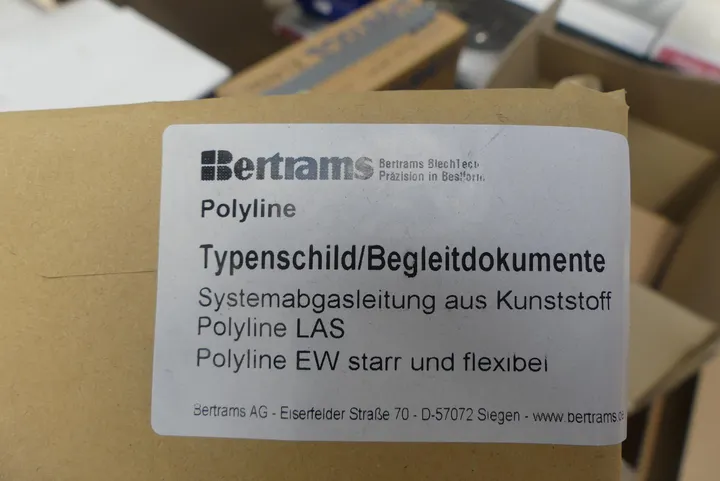 Bertrams
Bertrams BlechTech
Präzision in Bestform.
Polyline
Typenschild/Begleitdokumente
Systemabgasleitung aus Kunststoff
Polyline LAS
Polyline EW starr und flexibel
Bertrams AG - Eiserfelder Straße 70 - D-57072 Siegen - www.bertrams.de